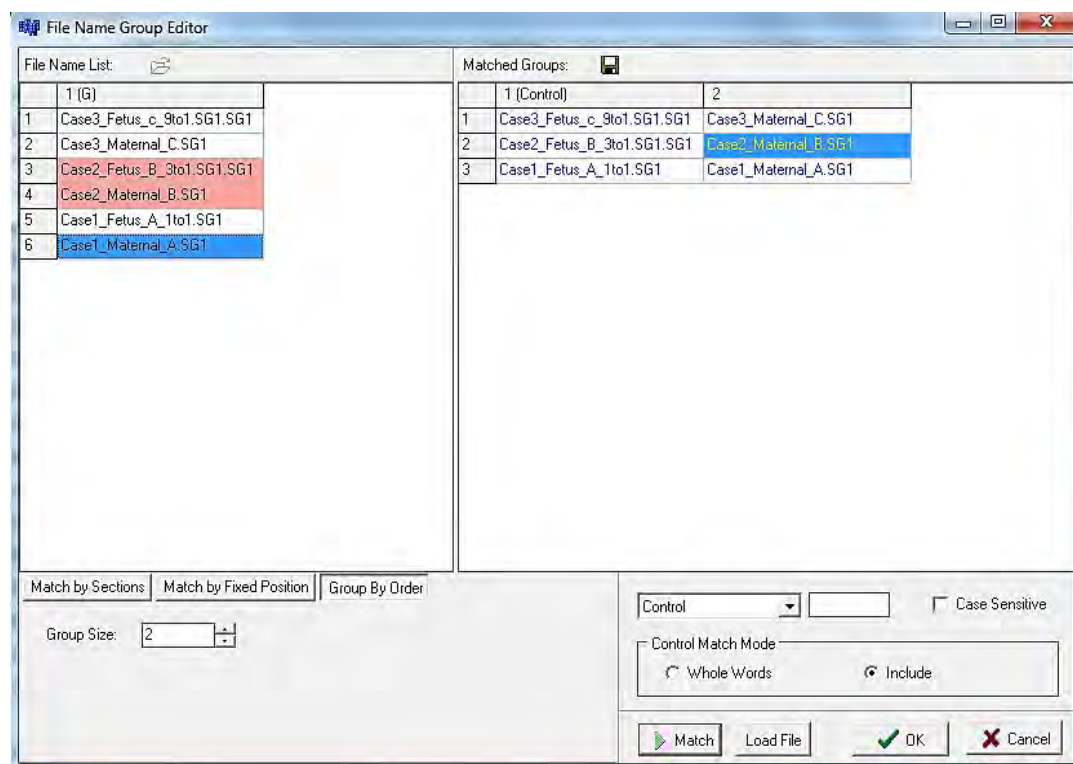 File Name Group Editor
File Name List:
1 (G)
1 Case3_Fetus_c_9to1.SG1.SG1
2 Case3_Maternal_C.SG1
3 Case2_Fetus_B_3to1.SG1.SG1
4 Case2_Maternal_B.SG1
5 Case1_Fetus_A_1to1.SG1
6 Case1_Maternal_A.SG1
Matched Groups:
1 (Control) 2
1 Case3_Fetus_c_9to1.SG1.SG1 Case3_Maternal_C.SG1
2 Case2_Fetus_B_3to1.SG1.SG1 Case2_Maternal_B.SG1
3 Case1_Fetus_A_1to1.SG1 Case1_Maternal_A.SG1
Match by Sections Match by Fixed Position Group By Order
Group Size: 2
Control Case Sensitive
Control Match Mode
Whole Words Include
Match Load File OK Cancel